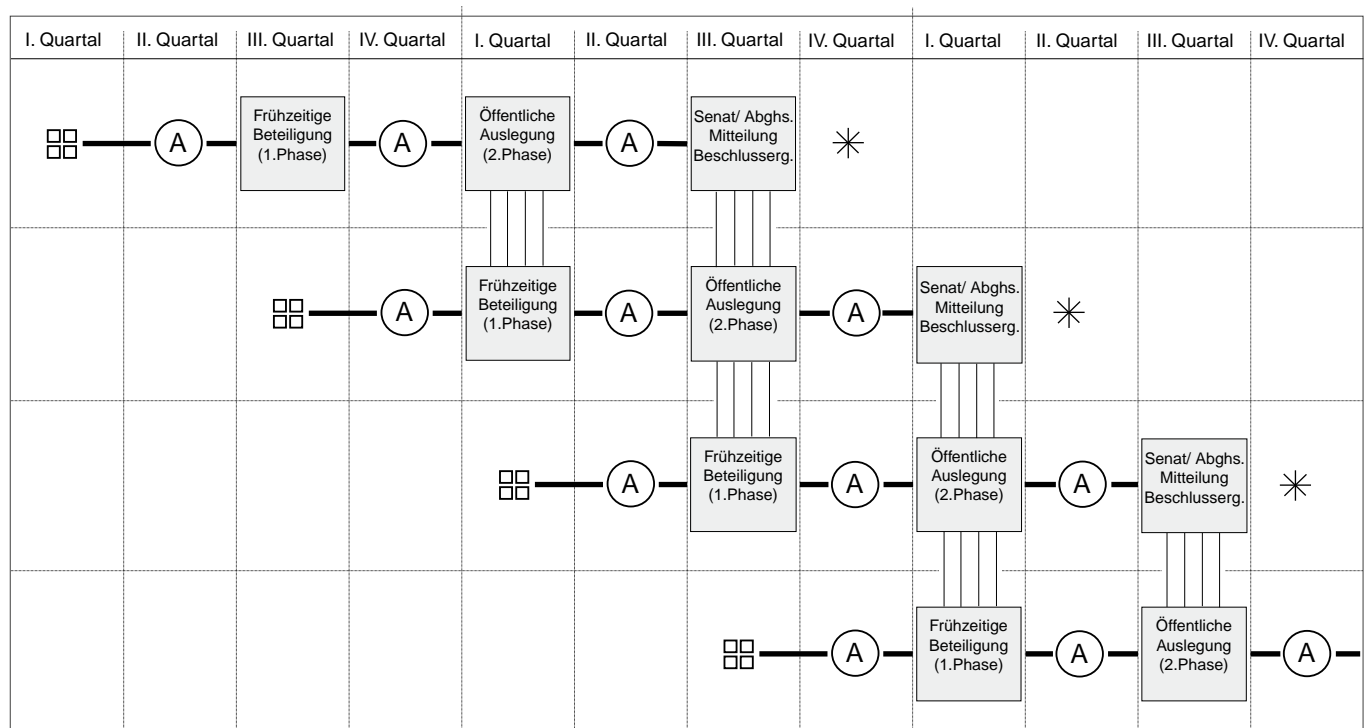 I. Quartal II. Quartal III. Quartal IV. Quartal I. Quartal II. Quartal III. Quartal IV. Quartal I. Quartal II. Quartal III. Quartal IV. Quartal
A
Frühzeitige
Beteiligung
(1.Phase)
A
Öffentliche
Auslegung
(2.Phase)
A
Senat/ Abghs.
Mitteilung
Beschlusserg.
A
Frühzeitige
Beteiligung
(1.Phase)
A
Öffentliche
Auslegung
(2.Phase)
A
Senat/ Abghs.
Mitteilung
Beschlusserg.
A
Frühzeitige
Beteiligung
(1.Phase)
A
Öffentliche
Auslegung
(2.Phase)
A
Senat/ Abghs.
Mitteilung
Beschlusserg.
A
Frühzeitige
Beteiligung
(1.Phase)
A
Öffentliche
Auslegung
(2.Phase)
A